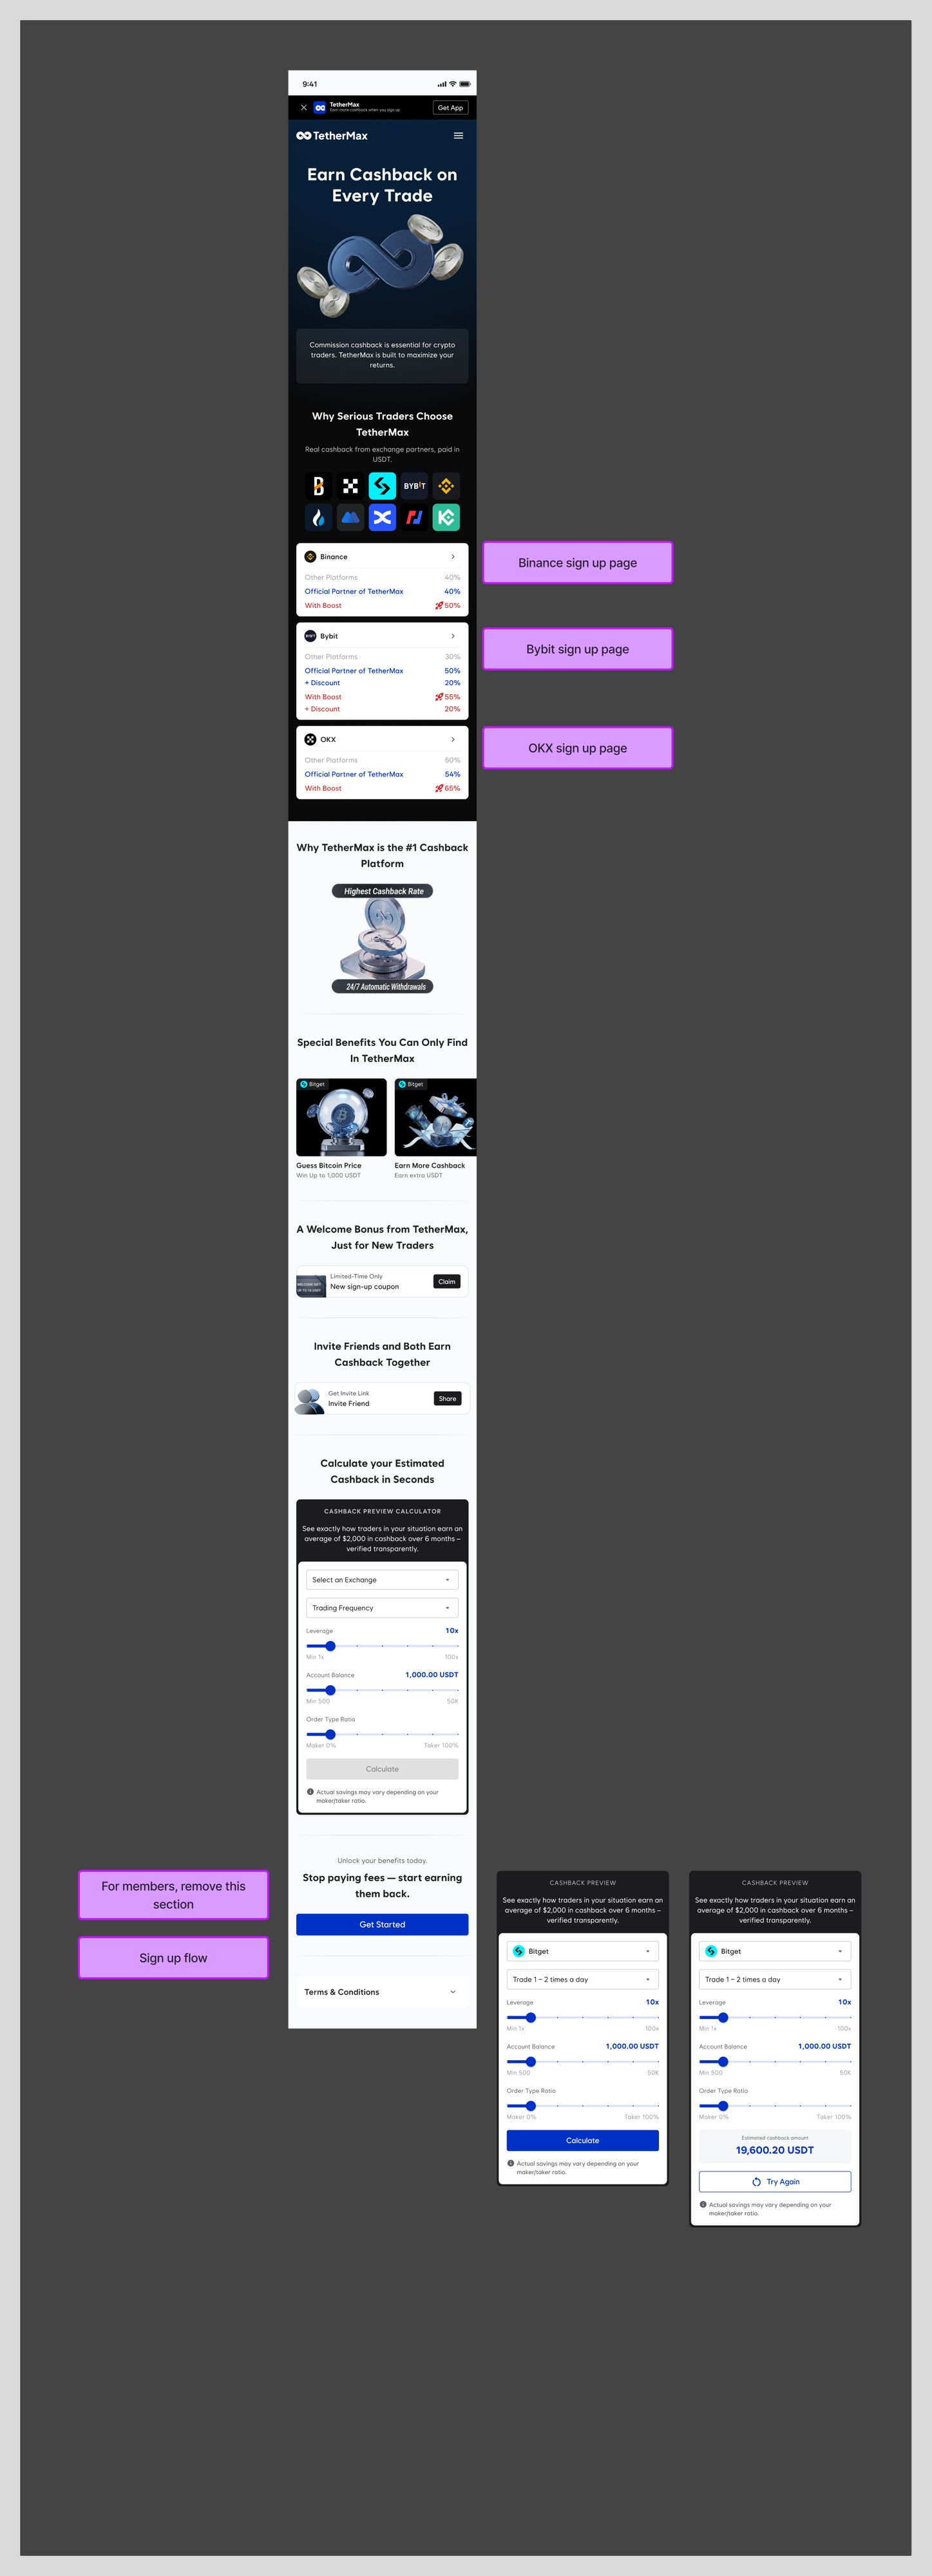 9:41
TetherMax
Earn more cashback when you sign up
Get App
TetherMax
Earn Cashback on
Every Trade
Commission cashback is essential for crypto
traders. TetherMax is built to maximize your
returns.
Why Serious Traders Choose
TetherMax
Real cashback from exchange partners, paid in
USDT.
BYBIT
Binance
Other Platforms 40%
Official Partner of TetherMax 40%
With Boost 50%
Binance sign up page
Bybit
Other Platforms 30%
Official Partner of TetherMax 50%
+ Discount 20%
With Boost 55%
+ Discount 20%
Bybit sign up page
OKX
Other Platforms 50%
Official Partner of TetherMax 54%
With Boost 65%
OKX sign up page
Why TetherMax is the #1 Cashback
Platform
Highest Cashback Rate
24/7 Automatic Withdrawals
Special Benefits You Can Only Find
In TetherMax
Bitget
Guess Bitcoin Price
Win Up to 1,000 USDT
Bitget
Earn More Cashback
Earn extra USDT
A Welcome Bonus from TetherMax,
Just for New Traders
WELCOME GIFT
Limited-Time Only
New sign-up coupon
Claim
Invite Friends and Both Earn
Cashback Together
Get Invite Link
Invite Friend
Share
Calculate your Estimated
Cashback in Seconds
CASHBACK PREVIEW CALCULATOR
See exactly how traders in your situation earn an
average of $2,000 in cashback over 6 months –
verified transparently.
Select an Exchange
Trading Frequency
Leverage 10x
Min 1x 100x
Account Balance 1,000.00 USDT
Min 500 50K
Order Type Ratio
Maker 0% Taker 100%
Calculate
Actual savings may vary depending on your
maker/taker ratio.
Unlock your benefits today.
Stop paying fees — start earning
them back.
Get Started
Terms & Conditions
For members, remove this
section
Sign up flow
CASHBACK PREVIEW
See exactly how traders in your situation earn an
average of $2,000 in cashback over 6 months –
verified transparently.
Bitget
Trade 1 – 2 times a day
Leverage 10x
Min 1x 100x
Account Balance 1,000.00 USDT
Min 500 50K
Order Type Ratio
Maker 0% Taker 100%
Calculate
Actual savings may vary depending on your
maker/taker ratio.
CASHBACK PREVIEW
See exactly how traders in your situation earn an
average of $2,000 in cashback over 6 months –
verified transparently.
Bitget
Trade 1 – 2 times a day
Leverage 10x
Min 1x 100x
Account Balance 1,000.00 USDT
Min 500 50K
Order Type Ratio
Maker 0% Taker 100%
Estimated cashback amount
19,600.20 USDT
Try Again
Actual savings may vary depending on your
maker/taker ratio.